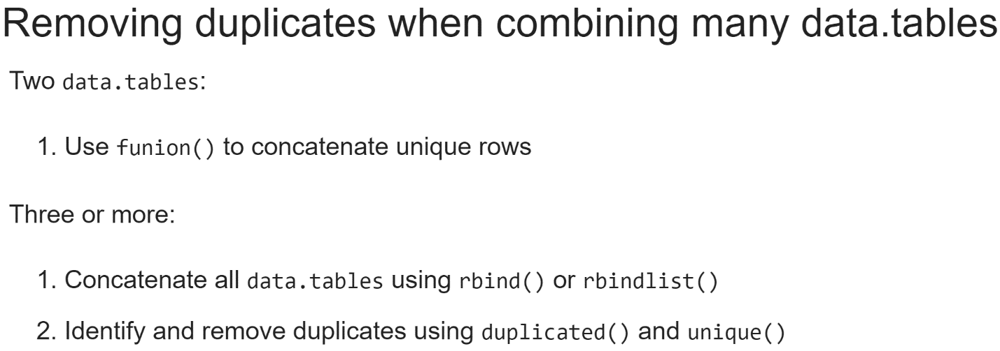 Removing duplicates when combining many data.tables
Two data.tables:
1. Use funion() to concatenate unique rows
Three or more:
1. Concatenate all data.tables using rbind() or rbindlist()
2. Identify and remove duplicates using duplicated() and unique()